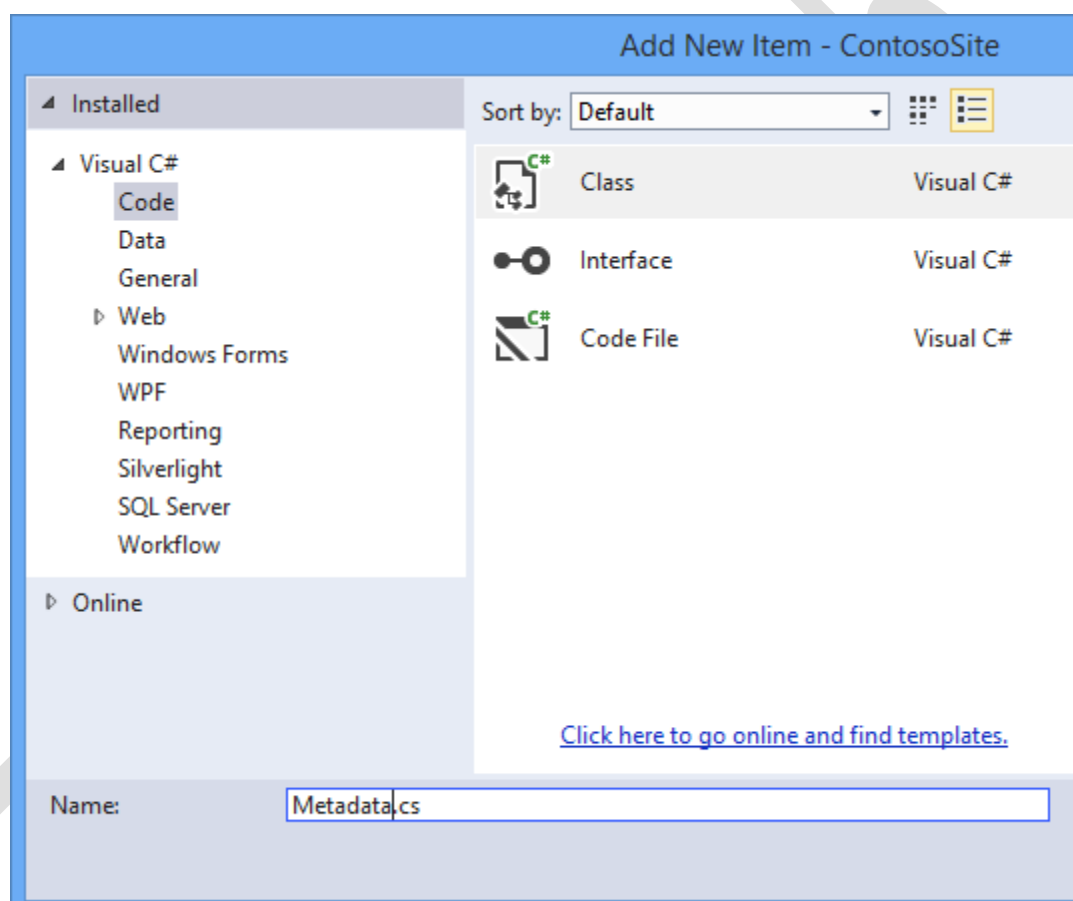 Add New Item - ContosoSite
Installed
Sort by: Default
Visual C#
Code
Data
General
Web
Windows Forms
WPF
Reporting
Silverlight
SQL Server
Workflow
Online
C# Class Visual C#
Interface Visual C#
C# Code File Visual C#
Click here to go online and find templates.
Name: Metadata.cs